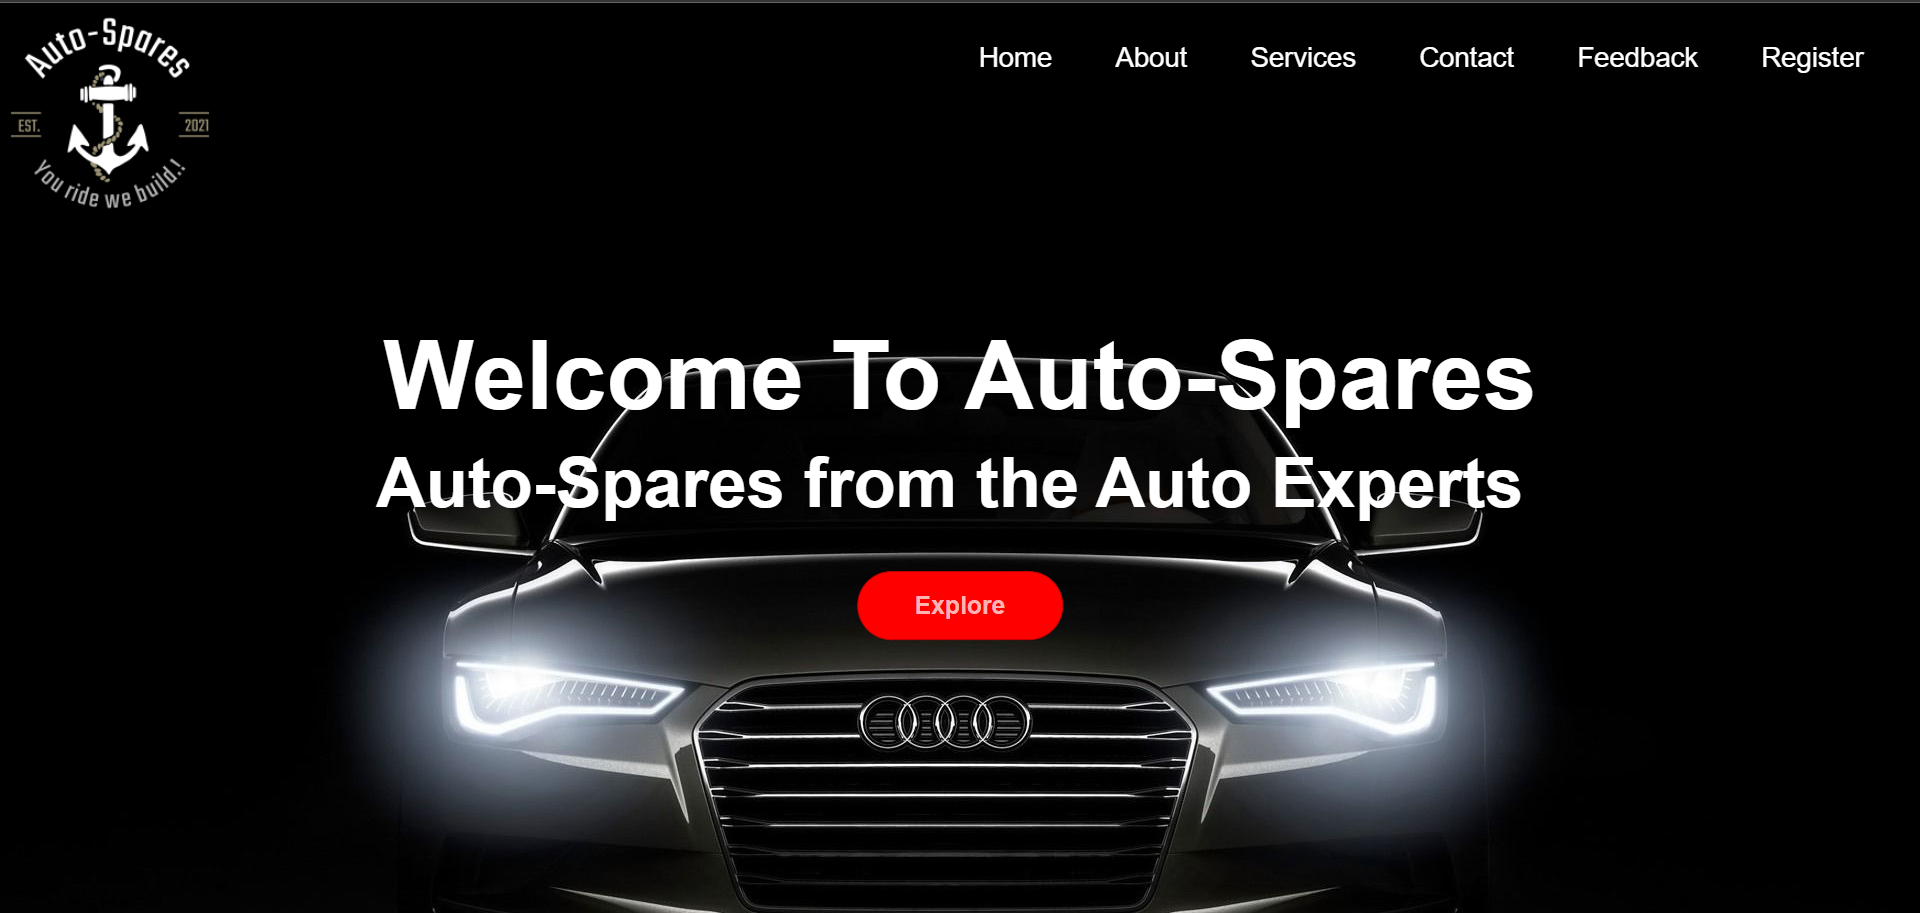 Auto-Spares
EST.
2021
You ride we build.!
Home
About
Services
Contact
Feedback
Register
Welcome To Auto-Spares
Auto-Spares from the Auto Experts
Explore